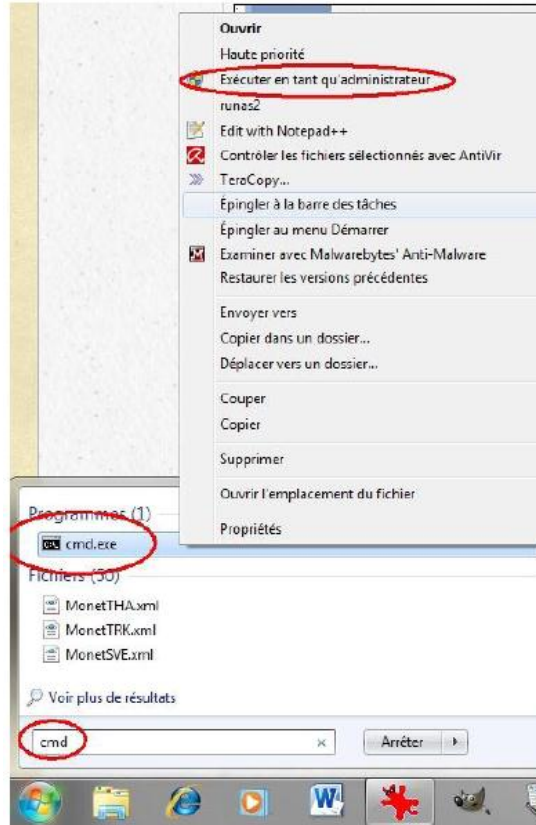 Ouvrir
Haute priorité
Exécuter en tant qu'administrateur
runas2
Edit with Notepad++
Contrôler les fichiers sélectionnés avec AntiVir
TeraCopy...
Épingler à la barre des tâches
Épingler au menu Démarrer
Examiner avec Malwarebytes' Anti-Malware
Restaurer les versions précédentes
Envoyer vers
Copier dans un dossier...
Déplacer vers un dossier...
Couper
Copier
Supprimer
Ouvrir l'emplacement du fichier
Propriétés
Programmes (1)
cmd.exe
Fichiers (50)
MonetTHA.xml
MonetTRK.xml
MonetSVE.xml
Voir plus de résultats
cmd
Arrêter